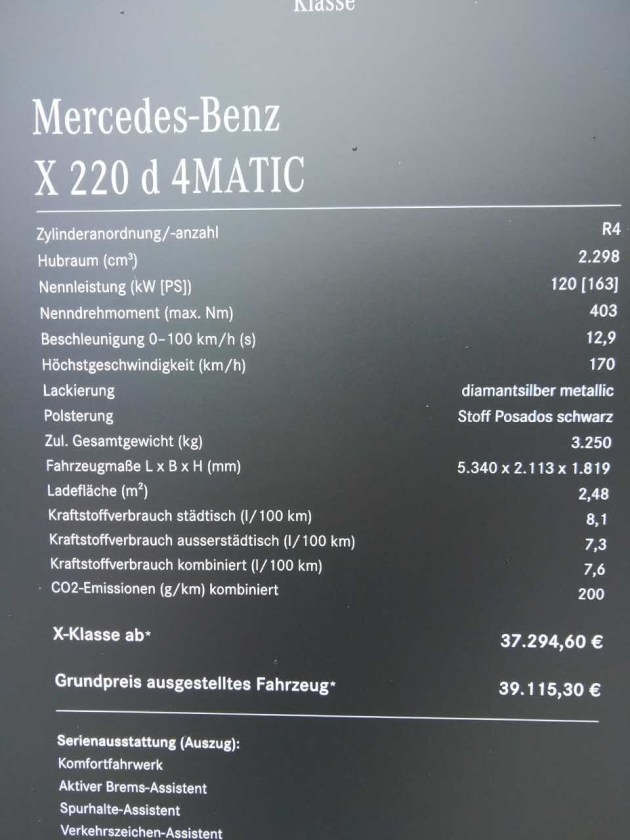 Klasse
Mercedes-Benz
X 220 d 4MATIC
Zylinderanordnung/-anzahl R4
Hubraum (cm³) 2.298
Nennleistung (kW [PS]) 120 [163]
Nenndrehmoment (max. Nm) 403
Beschleunigung 0–100 km/h (s) 12,9
Höchstgeschwindigkeit (km/h) 170
Lackierung diamantsilber metallic
Polsterung Stoff Posados schwarz
Zul. Gesamtgewicht (kg) 3.250
Fahrzeugmaße L x B x H (mm) 5.340 x 2.113 x 1.819
Ladefläche (m²) 2,48
Kraftstoffverbrauch städtisch (l/100 km) 8,1
Kraftstoffverbrauch ausserstädtisch (l/100 km) 7,3
Kraftstoffverbrauch kombiniert (l/100 km) 7,6
CO2-Emissionen (g/km) kombiniert 200
X-Klasse ab* 37.294,60 €
Grundpreis ausgestelltes Fahrzeug* 39.115,30 €
Serienausstattung (Auszug):
Komfortfahrwerk
Aktiver Brems-Assistent
Spurhalte-Assistent
Verkehrszeichen-Assistent